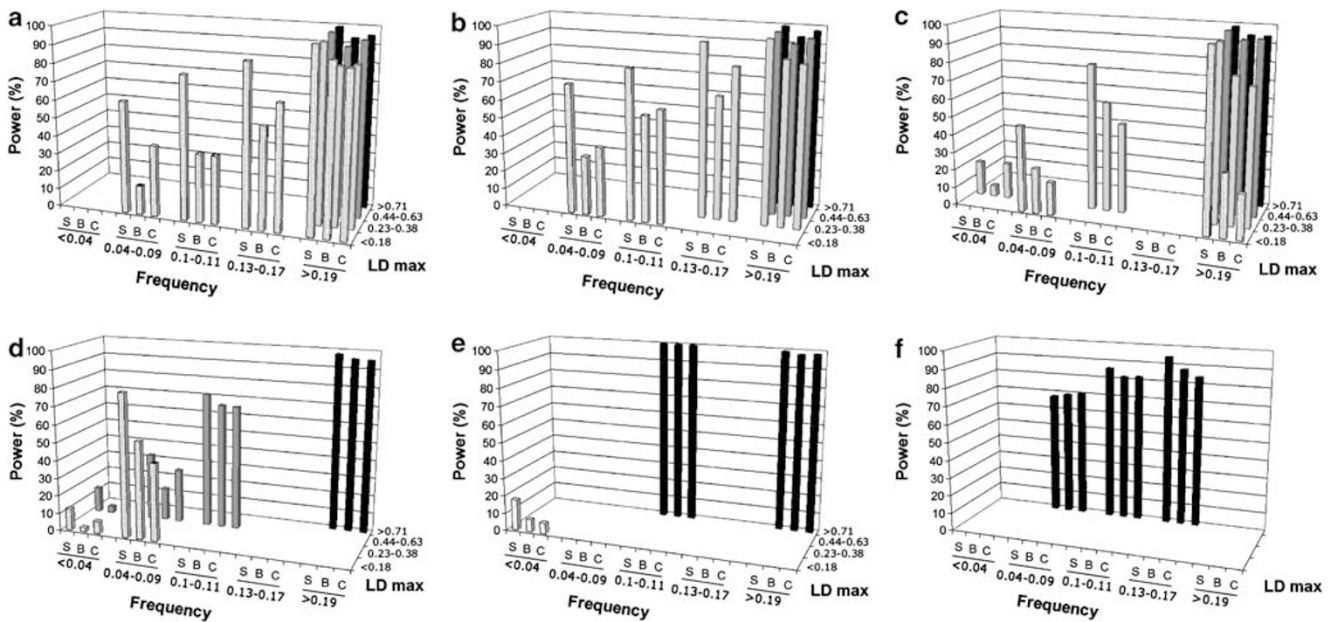 a
100
90
80
70
60
50
40
30
20
10
0
Power (%)
S B C S B C S B C S B C S B C
<0.04 0.04-0.09 0.1-0.11 0.13-0.17 >0.19
Frequency
>0.71
0.44-0.63
0.23-0.38
<0.18
LD max
b
100
90
80
70
60
50
40
30
20
10
0
Power (%)
S B C S B C S B C S B C S B C
<0.04 0.04-0.09 0.1-0.11 0.13-0.17 >0.19
Frequency
>0.71
0.44-0.63
0.23-0.38
<0.18
LD max
c
100
90
80
70
60
50
40
30
20
10
0
Power (%)
S B C S B C S B C S B C S B C
<0.04 0.04-0.09 0.1-0.11 0.13-0.17 >0.19
Frequency
>0.71
0.44-0.63
0.23-0.38
<0.18
LD max
d
100
90
80
70
60
50
40
30
20
10
0
Power (%)
S B C S B C S B C S B C S B C
<0.04 0.04-0.09 0.1-0.11 0.13-0.17 >0.19
Frequency
>0.71
0.44-0.63
0.23-0.38
<0.18
LD max
e
100
90
80
70
60
50
40
30
20
10
0
Power (%)
S B C S B C S B C S B C S B C
<0.04 0.04-0.09 0.1-0.11 0.13-0.17 >0.19
Frequency
>0.71
0.44-0.63
0.23-0.38
<0.18
LD max
f
100
90
80
70
60
50
40
30
20
10
0
Power (%)
S B C S B C S B C S B C S B C
<0.04 0.04-0.09 0.1-0.11 0.13-0.17 >0.19
Frequency
LD max